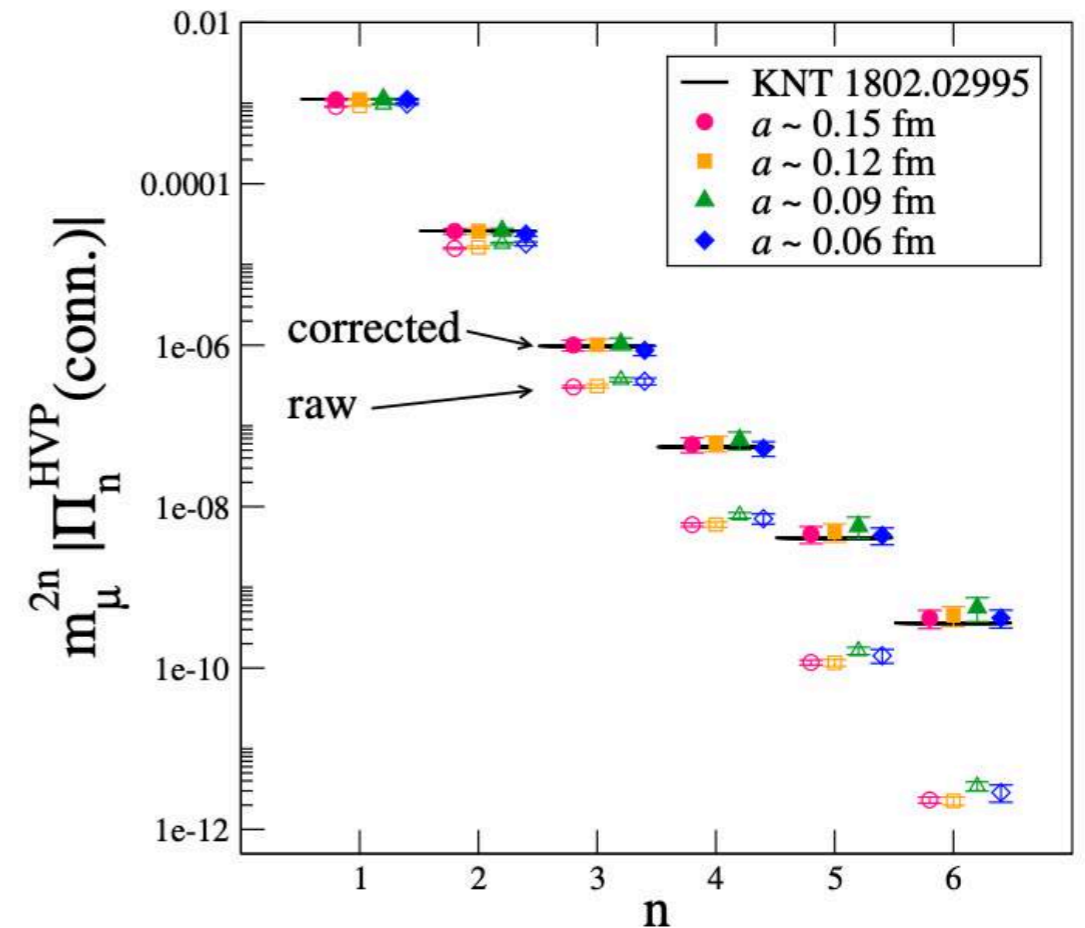 0.01
0.0001
1e-06
1e-08
1e-10
1e-12
m_μ^{2n} |Π_n^{HVP}(conn.)|
KNT 1802.02995
a ~ 0.15 fm
a ~ 0.12 fm
a ~ 0.09 fm
a ~ 0.06 fm
corrected
raw
1 2 3 4 5 6
n